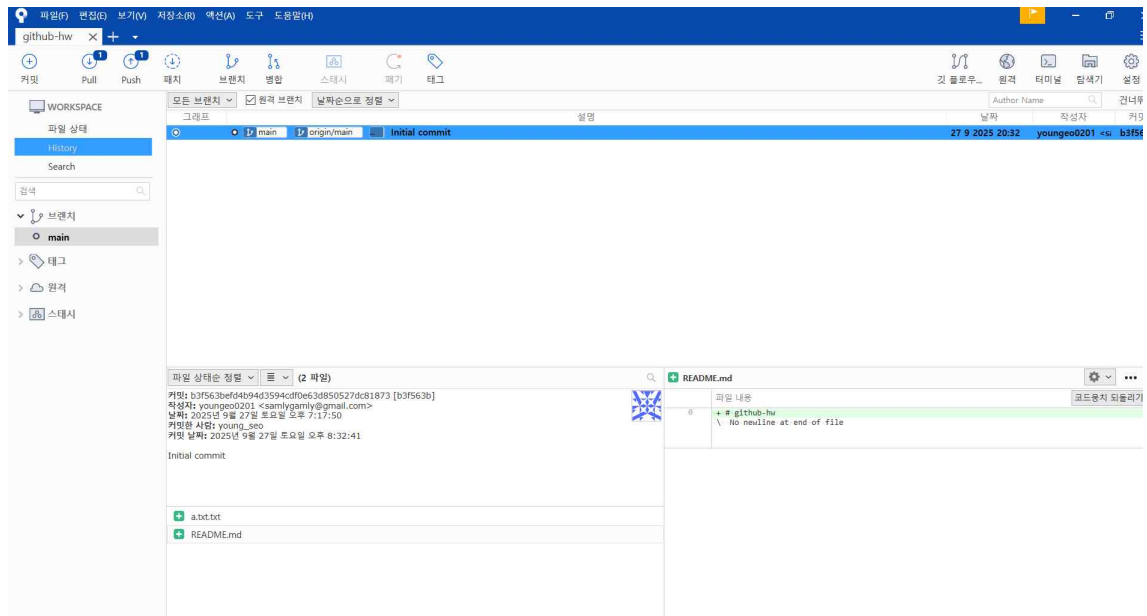 파일(F) 편집(E) 보기(V) 저장소(R) 액션(A) 도구 도움말(H)
github-hw
1 1
커밋 Pull Push 패치 브랜치 병합 스태시 폐기 태그 깃 플로우... 원격 터미널 탐색기 설정
WORKSPACE
파일 상태
History
Search
검색
브랜치
main
태그
원격
스태시
모든 브랜치 원격 브랜치 날짜순으로 정렬 Author Name 건너뛰
그래프 설명 날짜 작성자 커밋
main origin/main Initial commit 27 9 2025 20:32 youngeo0201 <sa b3f56
파일 상태순 정렬 (2 파일)
커밋: b3f563befd4b94d3594cdf0e63d850527dc81873 [b3f563b]
작성자: youngeo0201 <samlygamly@gmail.com>
날짜: 2025년 9월 27일 토요일 오후 7:17:50
커밋한 사람: young_seo
커밋 날짜: 2025년 9월 27일 토요일 오후 8:32:41
Initial commit
a.txt.txt
README.md
README.md
파일 내용 코드뭉치 되돌리기
0 + # github-hw
\ No newline at end of file